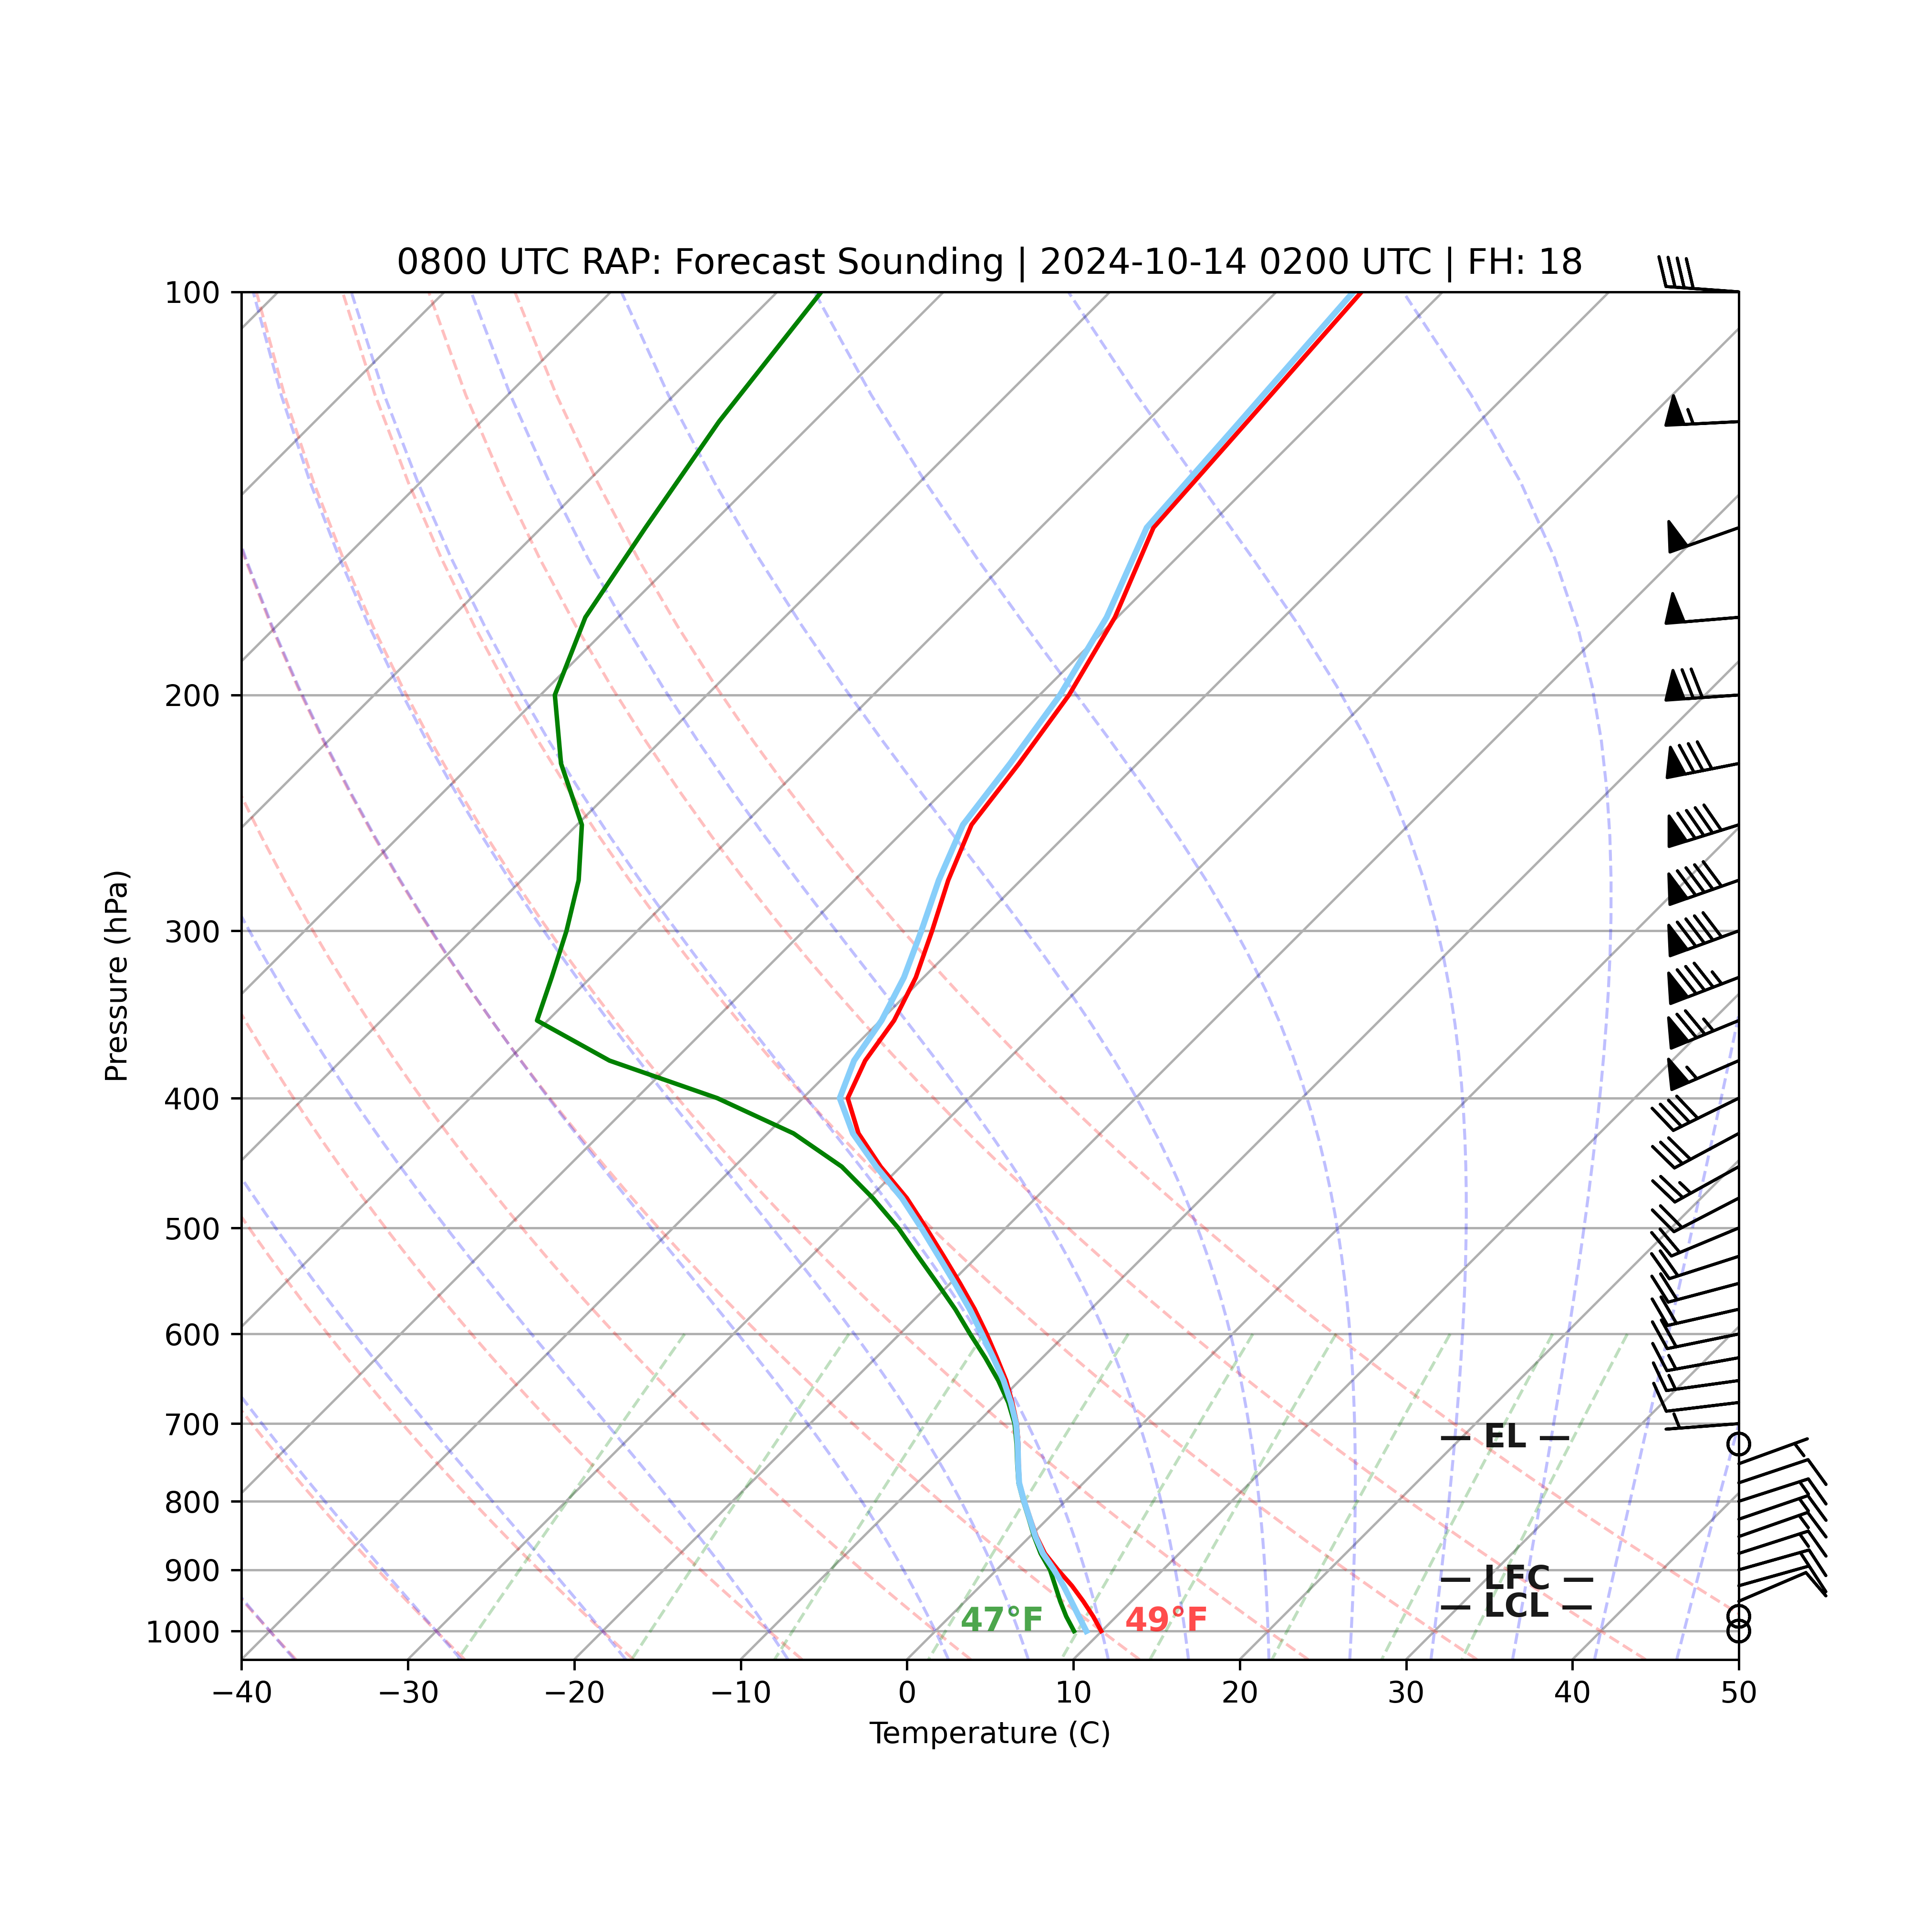 0800 UTC RAP: Forecast Sounding | 2024-10-14 0200 UTC | FH: 18
100
200
300
400
500
600
700
800
900
1000
Pressure (hPa)
— EL —
— LFC —
— LCL —
47°F
49°F
−40 −30 −20 −10 0 10 20 30 40 50
Temperature (C)